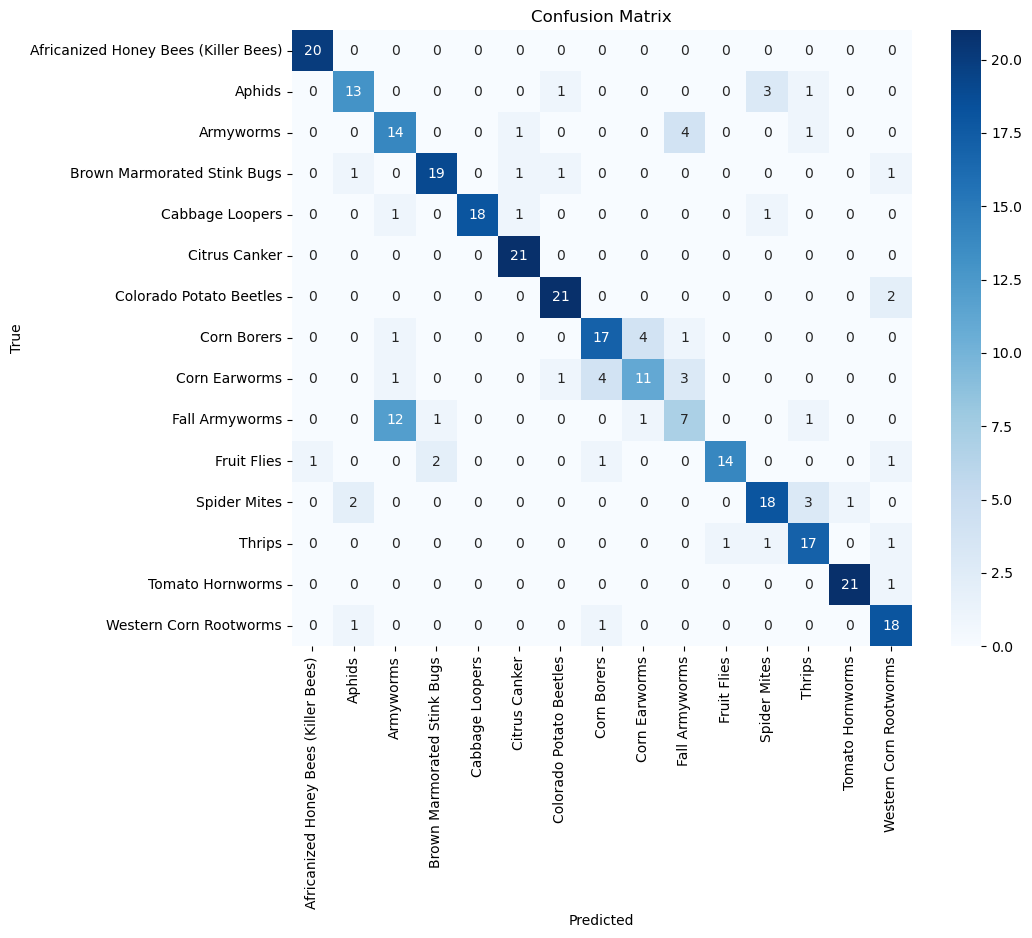 Confusion Matrix
Africanized Honey Bees (Killer Bees) 20 0 0 0 0 0 0 0 0 0 0 0 0 0 0
Aphids 0 13 0 0 0 0 1 0 0 0 0 3 1 0 0
Armyworms 0 0 14 0 0 1 0 0 0 4 0 0 1 0 0
Brown Marmorated Stink Bugs 0 1 0 19 0 1 1 0 0 0 0 0 0 0 1
Cabbage Loopers 0 0 1 0 18 1 0 0 0 0 0 1 0 0 0
Citrus Canker 0 0 0 0 0 21 0 0 0 0 0 0 0 0 0
Colorado Potato Beetles 0 0 0 0 0 0 21 0 0 0 0 0 0 0 2
Corn Borers 0 0 1 0 0 0 0 17 4 1 0 0 0 0 0
Corn Earworms 0 0 1 0 0 0 1 4 11 3 0 0 0 0 0
Fall Armyworms 0 0 12 1 0 0 0 0 1 7 0 0 1 0 0
Fruit Flies 1 0 0 2 0 0 0 1 0 0 14 0 0 0 1
Spider Mites 0 2 0 0 0 0 0 0 0 0 0 18 3 1 0
Thrips 0 0 0 0 0 0 0 0 0 0 1 1 17 0 1
Tomato Hornworms 0 0 0 0 0 0 0 0 0 0 0 0 0 21 1
Western Corn Rootworms 0 1 0 0 0 0 0 1 0 0 0 0 0 0 18
True
Africanized Honey Bees (Killer Bees)
Aphids
Armyworms
Brown Marmorated Stink Bugs
Cabbage Loopers
Citrus Canker
Colorado Potato Beetles
Corn Borers
Corn Earworms
Fall Armyworms
Fruit Flies
Spider Mites
Thrips
Tomato Hornworms
Western Corn Rootworms
Predicted
20.0
17.5
15.0
12.5
10.0
7.5
5.0
2.5
0.0